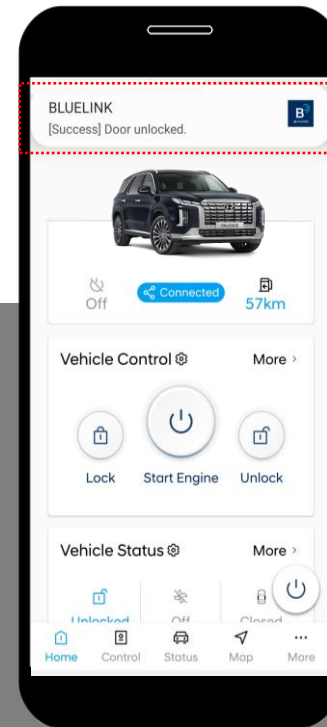 BLUELINK
[Success] Door unlocked.
B
Off
Connected
57km
Vehicle Control
More >
Lock
Start Engine
Unlock
Vehicle Status
More >
Unlocked
Off
Closed
Home
Control
Status
Map
More